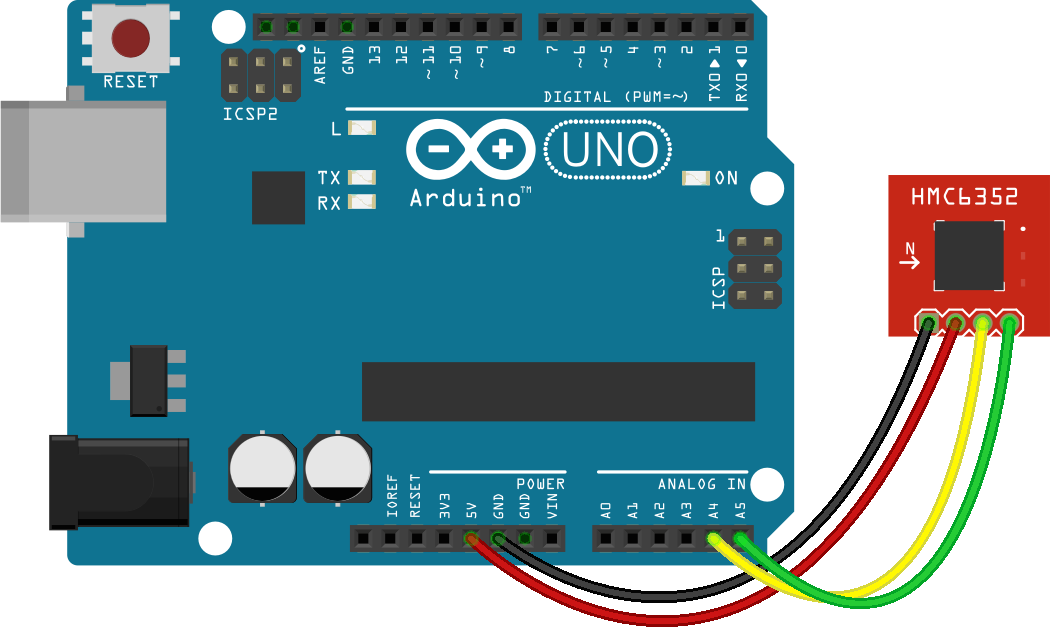 RESET
ICSP2
AREF
GND
13
12
~11
~10
~9
8
7
~6
~5
4
~3
2
TX0▶1
RX0◀0
DIGITAL (PWM=~)
L
TX
RX
Arduino™
UNO
ON
1
ICSP
HMC6352
N
POWER
ANALOG IN
IOREF
RESET
3V3
5V
GND
GND
VIN
A0
A1
A2
A3
A4
A5